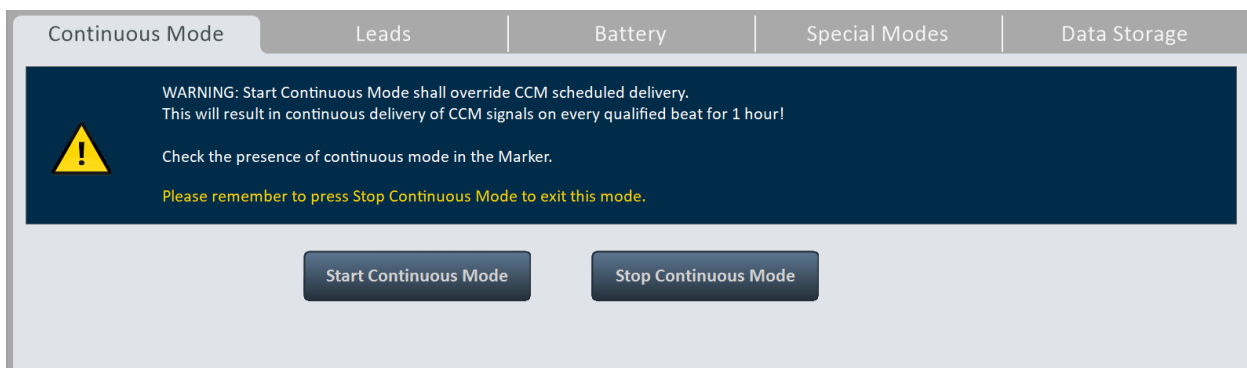 Continuous Mode
Leads
Battery
Special Modes
Data Storage
WARNING: Start Continuous Mode shall override CCM scheduled delivery.
This will result in continuous delivery of CCM signals on every qualified beat for 1 hour!
Check the presence of continuous mode in the Marker.
Please remember to press Stop Continuous Mode to exit this mode.
Start Continuous Mode
Stop Continuous Mode